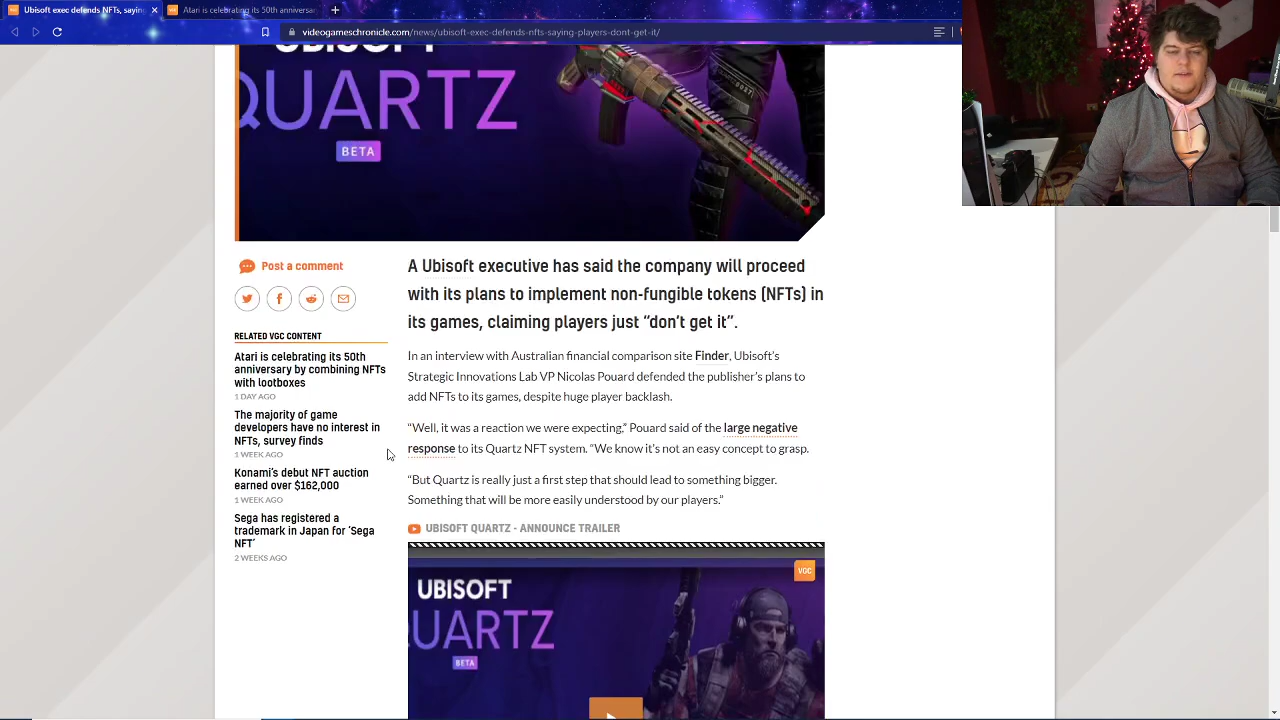 Ubisoft exec defends NFTs, sayin
Atari is celebrating its 50th anniversar
videogameschronicle.com/news/ubisoft-exec-defends-nfts-saying-players-dont-get-it/
UBISOFT
QUARTZ
BETA
Post a comment
RELATED VGC CONTENT
Atari is celebrating its 50th
anniversary by combining NFTs
with lootboxes
1 DAY AGO
The majority of game
developers have no interest in
NFTs, survey finds
1 WEEK AGO
Konami's debut NFT auction
earned over $162,000
1 WEEK AGO
Sega has registered a
trademark in Japan for 'Sega
NFT'
2 WEEKS AGO
A Ubisoft executive has said the company will proceed
with its plans to implement non-fungible tokens (NFTs) in
its games, claiming players just “don't get it”.
In an interview with Australian financial comparison site Finder, Ubisoft's
Strategic Innovations Lab VP Nicolas Pouard defended the publisher's plans to
add NFTs to its games, despite huge player backlash.
“Well, it was a reaction we were expecting,” Pouard said of the large negative
response to its Quartz NFT system. “We know it's not an easy concept to grasp.
“But Quartz is really just a first step that should lead to something bigger.
Something that will be more easily understood by our players.”
UBISOFT QUARTZ - ANNOUNCE TRAILER
VGC
UBISOFT
QUARTZ
BETA